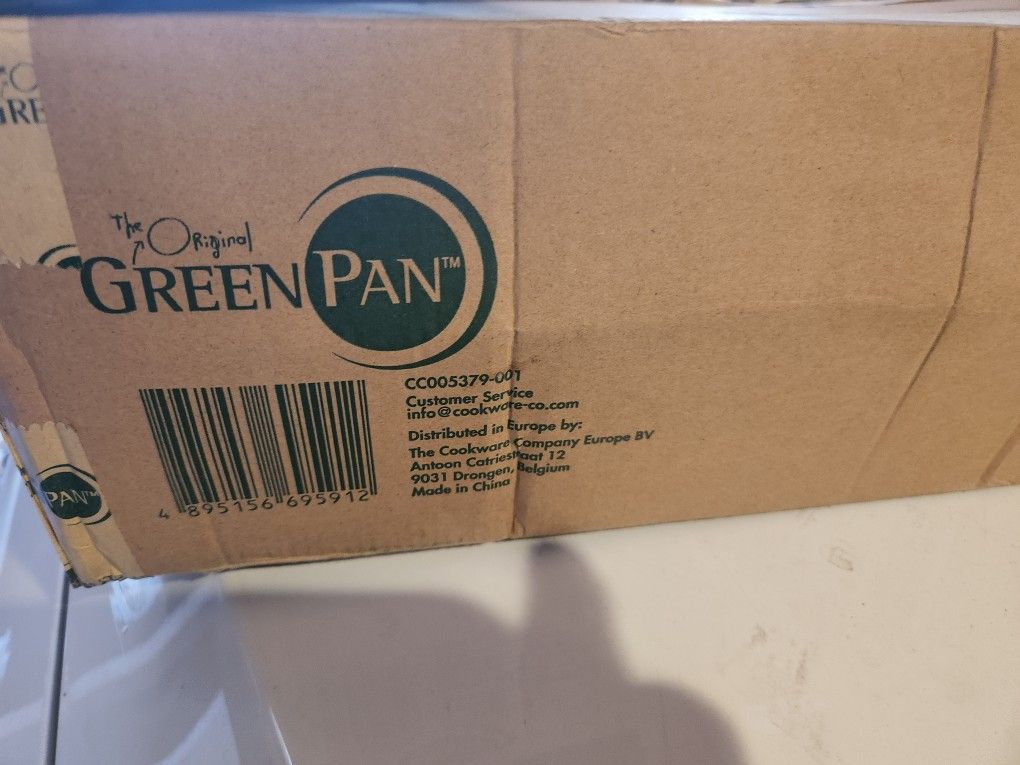 The Original
GREENPAN™
CC005379-001
Customer Service
info@cookware-co.com
Distributed in Europe by:
The Cookware Company Europe BV
Antoon Catriestraat 12
9031 Drongen, Belgium
Made in China
4 895156 695912
PAN™